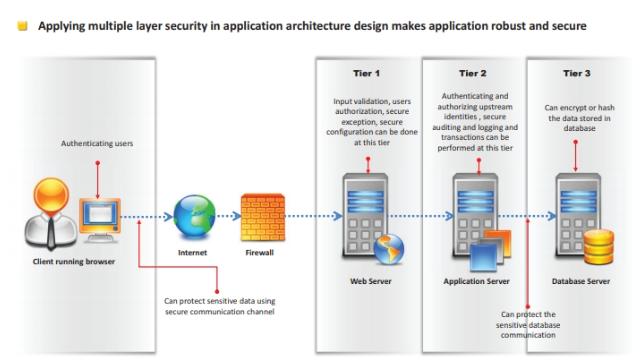 Applying multiple layer security in application architecture design makes application robust and secure
Tier 1
Input validation, users
authorization, secure
exception, secure
configuration can be done
at this tier
Tier 2
Authenticating and
authorizing upstream
identities , secure
auditing and logging and
transactions can be
performed at this tier
Tier 3
Can encrypt or hash
the data stored in
database
Authenticating users
Client running browser
Internet
Firewall
Web Server
Application Server
Database Server
Can protect sensitive data using
secure communication channel
Can protect the
sensitive database
communication